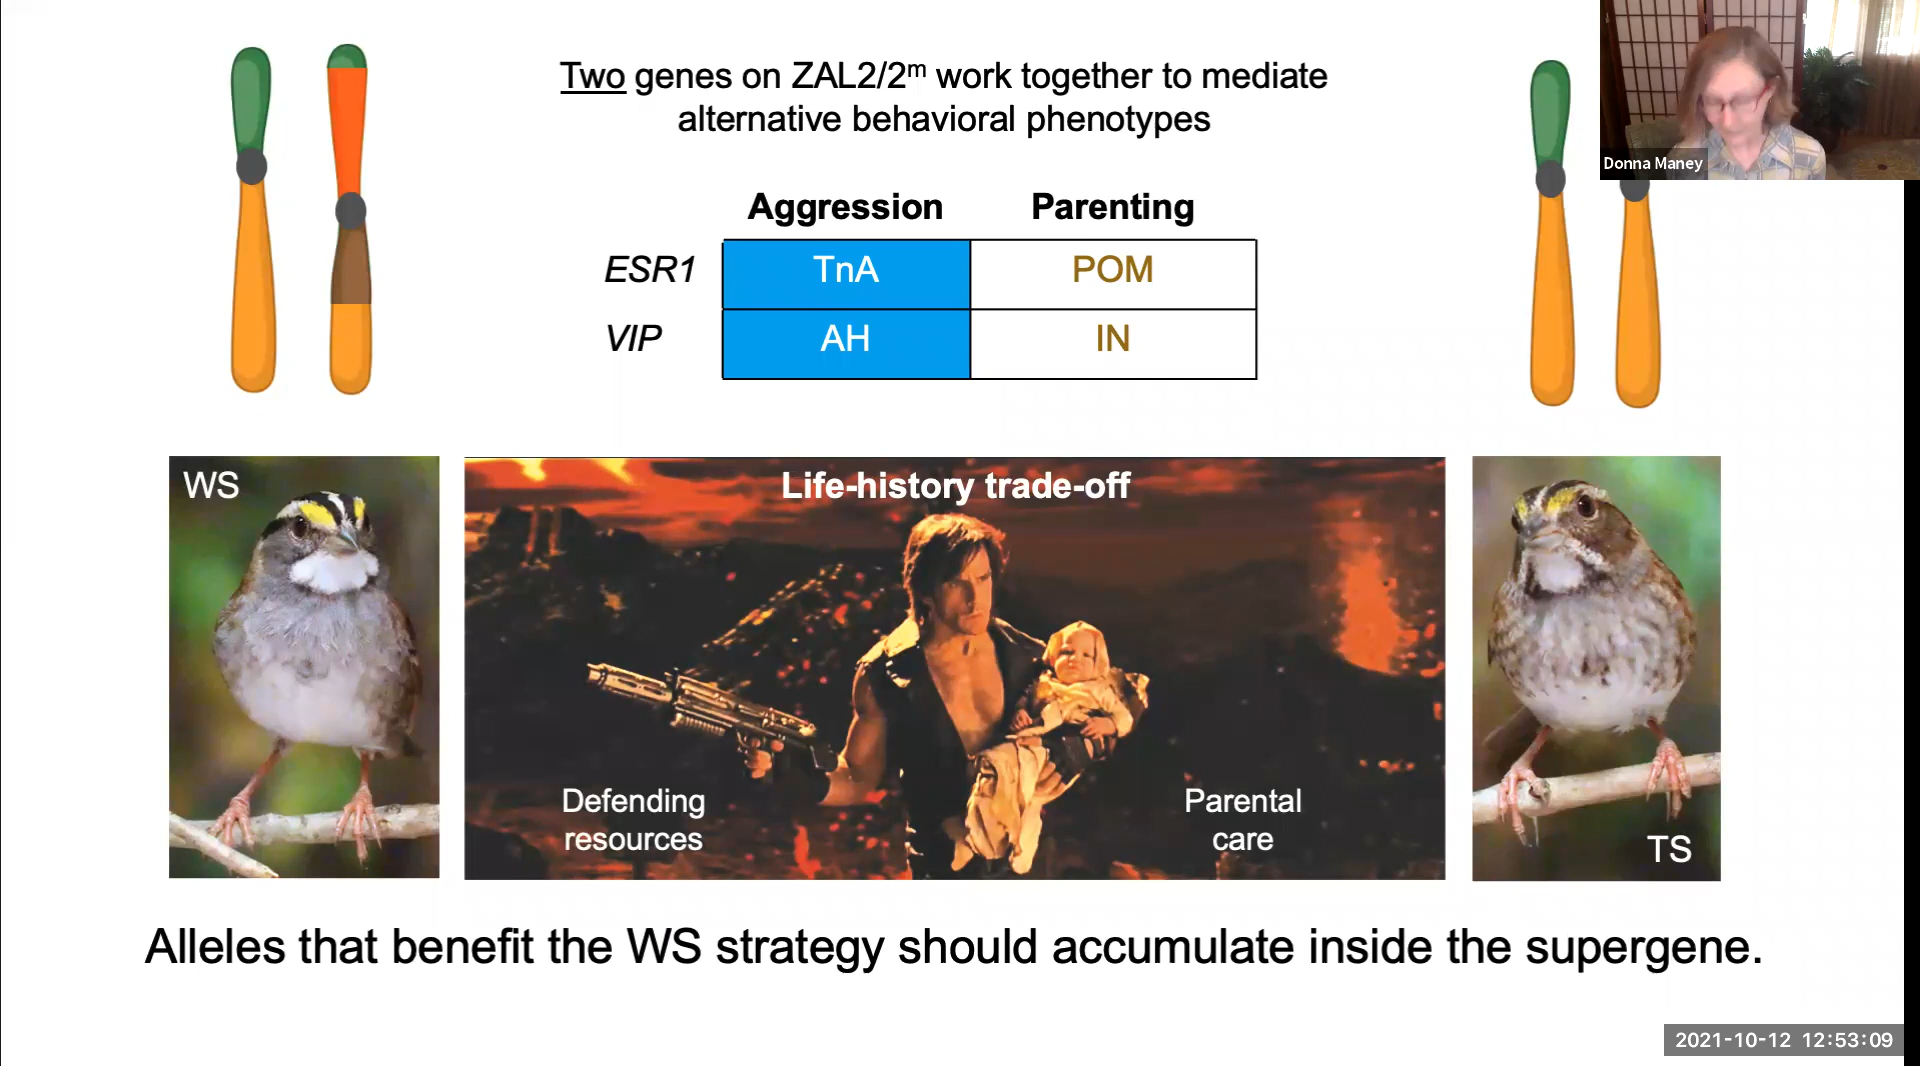 Two genes on ZAL2/2ᵐ work together to mediate
alternative behavioral phenotypes
Donna Maney
Aggression Parenting
ESR1 TnA POM
VIP AH IN
WS
Life-history trade-off
Defending
resources
Parental
care
TS
Alleles that benefit the WS strategy should accumulate inside the supergene.
2021-10-12 12:53:09